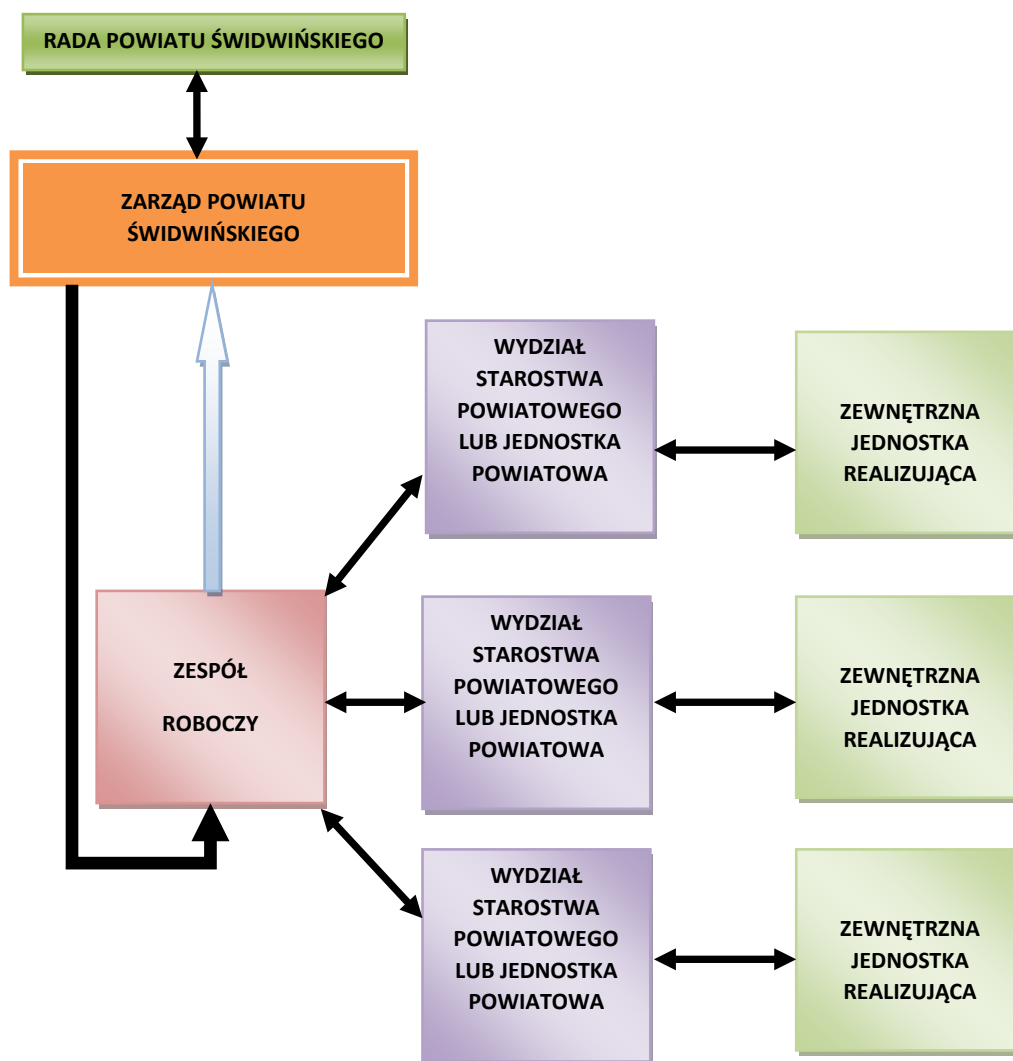 RADA POWIATU ŚWIDWIŃSKIEGO
ZARZĄD POWIATU
ŚWIDWIŃSKIEGO
WYDZIAŁ
STAROSTWA
POWIATOWEGO
LUB JEDNOSTKA
POWIATOWA
ZEWNĘTRZNA
JEDNOSTKA
REALIZUJĄCA
ZESPÓŁ
ROBOCZY
WYDZIAŁ
STAROSTWA
POWIATOWEGO
LUB JEDNOSTKA
POWIATOWA
ZEWNĘTRZNA
JEDNOSTKA
REALIZUJĄCA
WYDZIAŁ
STAROSTWA
POWIATOWEGO
LUB JEDNOSTKA
POWIATOWA
ZEWNĘTRZNA
JEDNOSTKA
REALIZUJĄCA